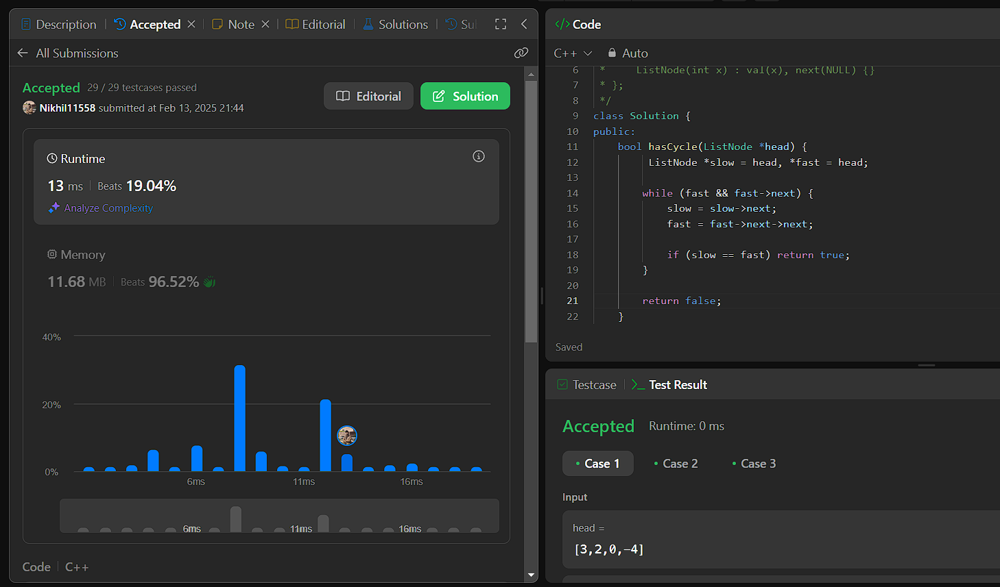 Description
Accepted
Note
Editorial
Solutions
All Submissions
Accepted 29 / 29 testcases passed
Nikhil11558 submitted at Feb 13, 2025 21:44
Editorial
Solution
Runtime
13 ms Beats 19.04%
Analyze Complexity
Memory
11.68 MB Beats 96.52%
40%
20%
0%
6ms 11ms 16ms
6ms 11ms 16ms
Code C++
</> Code
C++ Auto
6 * ListNode(int x) : val(x), next(NULL) {}
7 * };
8 */
9 class Solution {
10 public:
11 bool hasCycle(ListNode *head) {
12 ListNode *slow = head, *fast = head;
13
14 while (fast && fast->next) {
15 slow = slow->next;
16 fast = fast->next->next;
17
18 if (slow == fast) return true;
19 }
20
21 return false;
22 }
Saved
Testcase
>_ Test Result
Accepted Runtime: 0 ms
• Case 1 • Case 2 • Case 3
Input
head =
[3,2,0,-4]